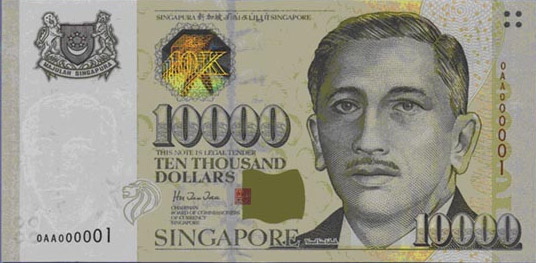 SINGAPURA 新加坡 SINGAPORE
MAJULAH SINGAPURA
10K
10000
THIS NOTE IS LEGAL TENDER
TEN THOUSAND
DOLLARS
CHAIRMAN
BOARD OF COMMISSIONERS
OF CURRENCY
SINGAPORE
0AA000001
SINGAPORE
10000
0AA000001